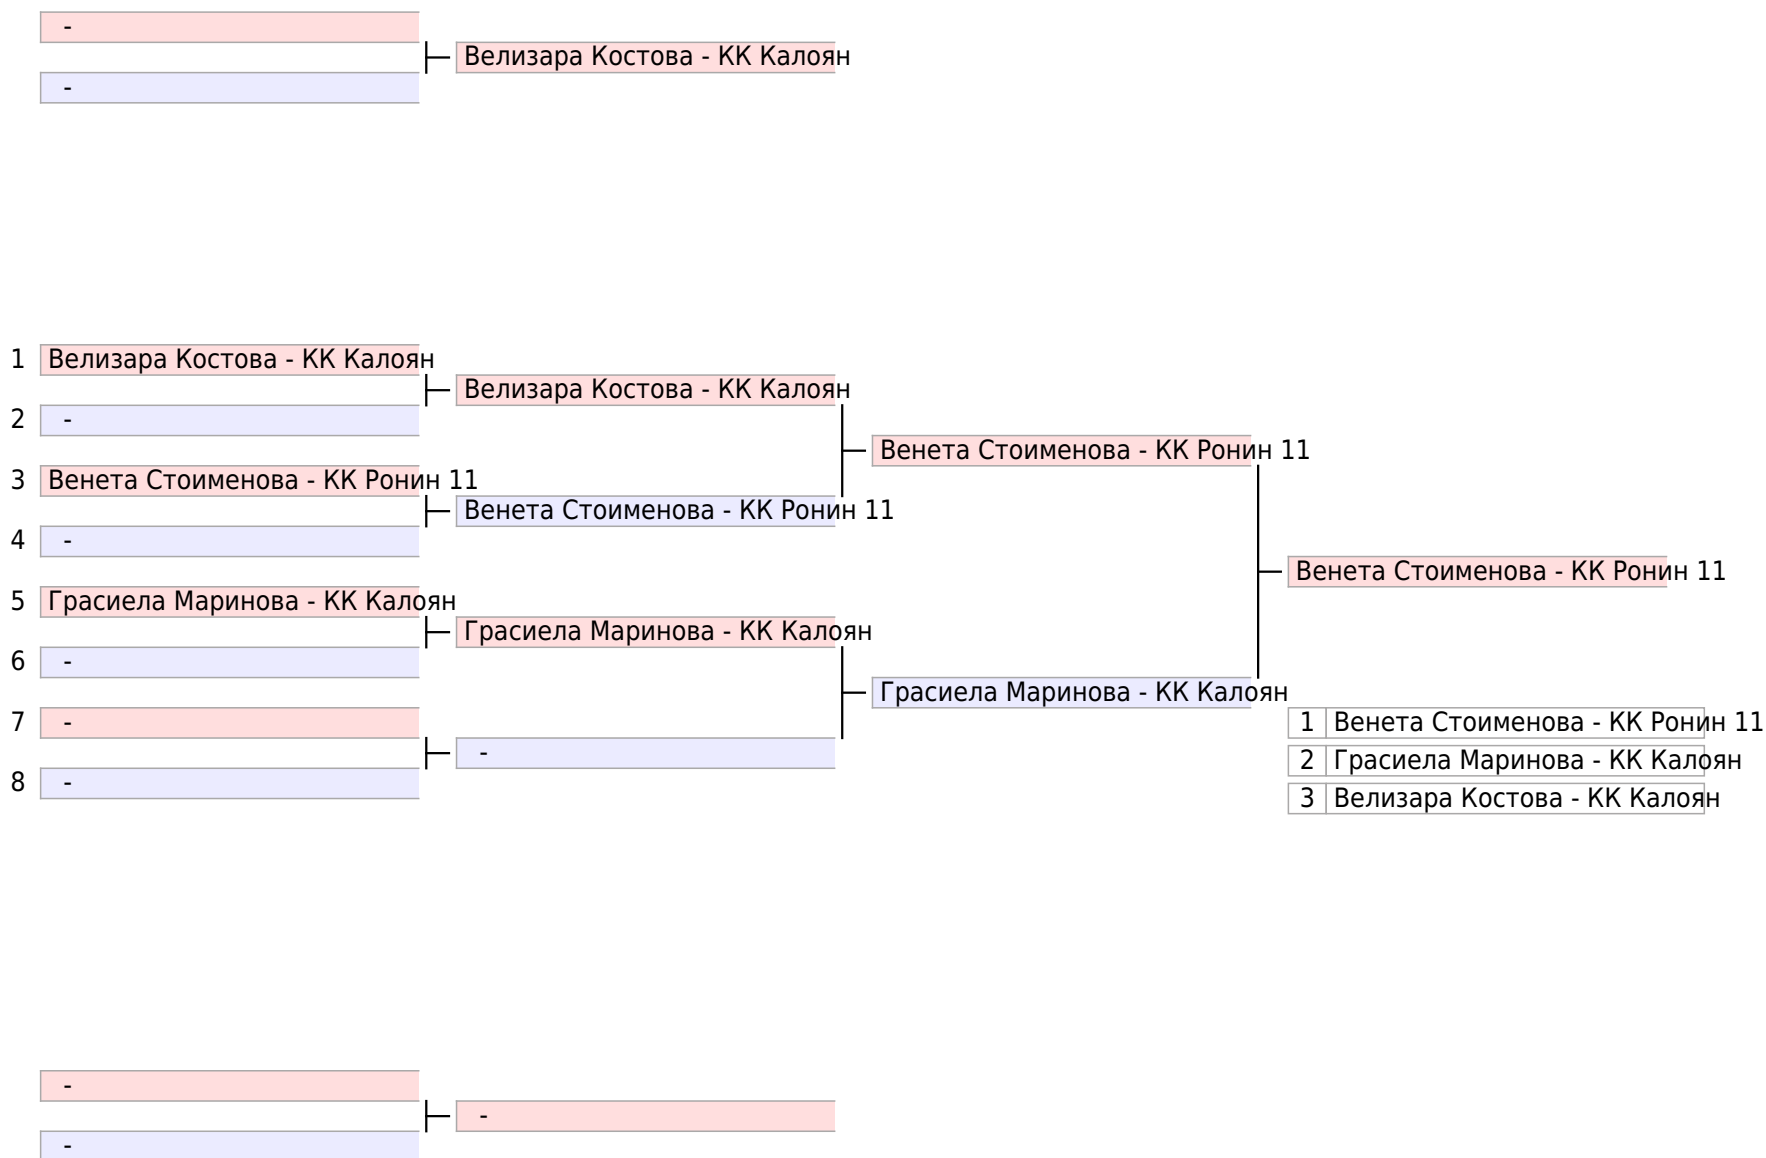 -
Велизара Костова - КК Калоян
-
1 Велизара Костова - КК Калоян
Велизара Костова - КК Калоян
2 -
Венета Стоименова - КК Ронин 11
3 Венета Стоименова - КК Ронин 11
Венета Стоименова - КК Ронин 11
4 -
Венета Стоименова - КК Ронин 11
5 Грасиела Маринова - КК Калоян
Грасиела Маринова - КК Калоян
6 -
Грасиела Маринова - КК Калоян
7 -
1 Венета Стоименова - КК Ронин 11
-
2 Грасиела Маринова - КК Калоян
8 -
3 Велизара Костова - КК Калоян
-
-
-